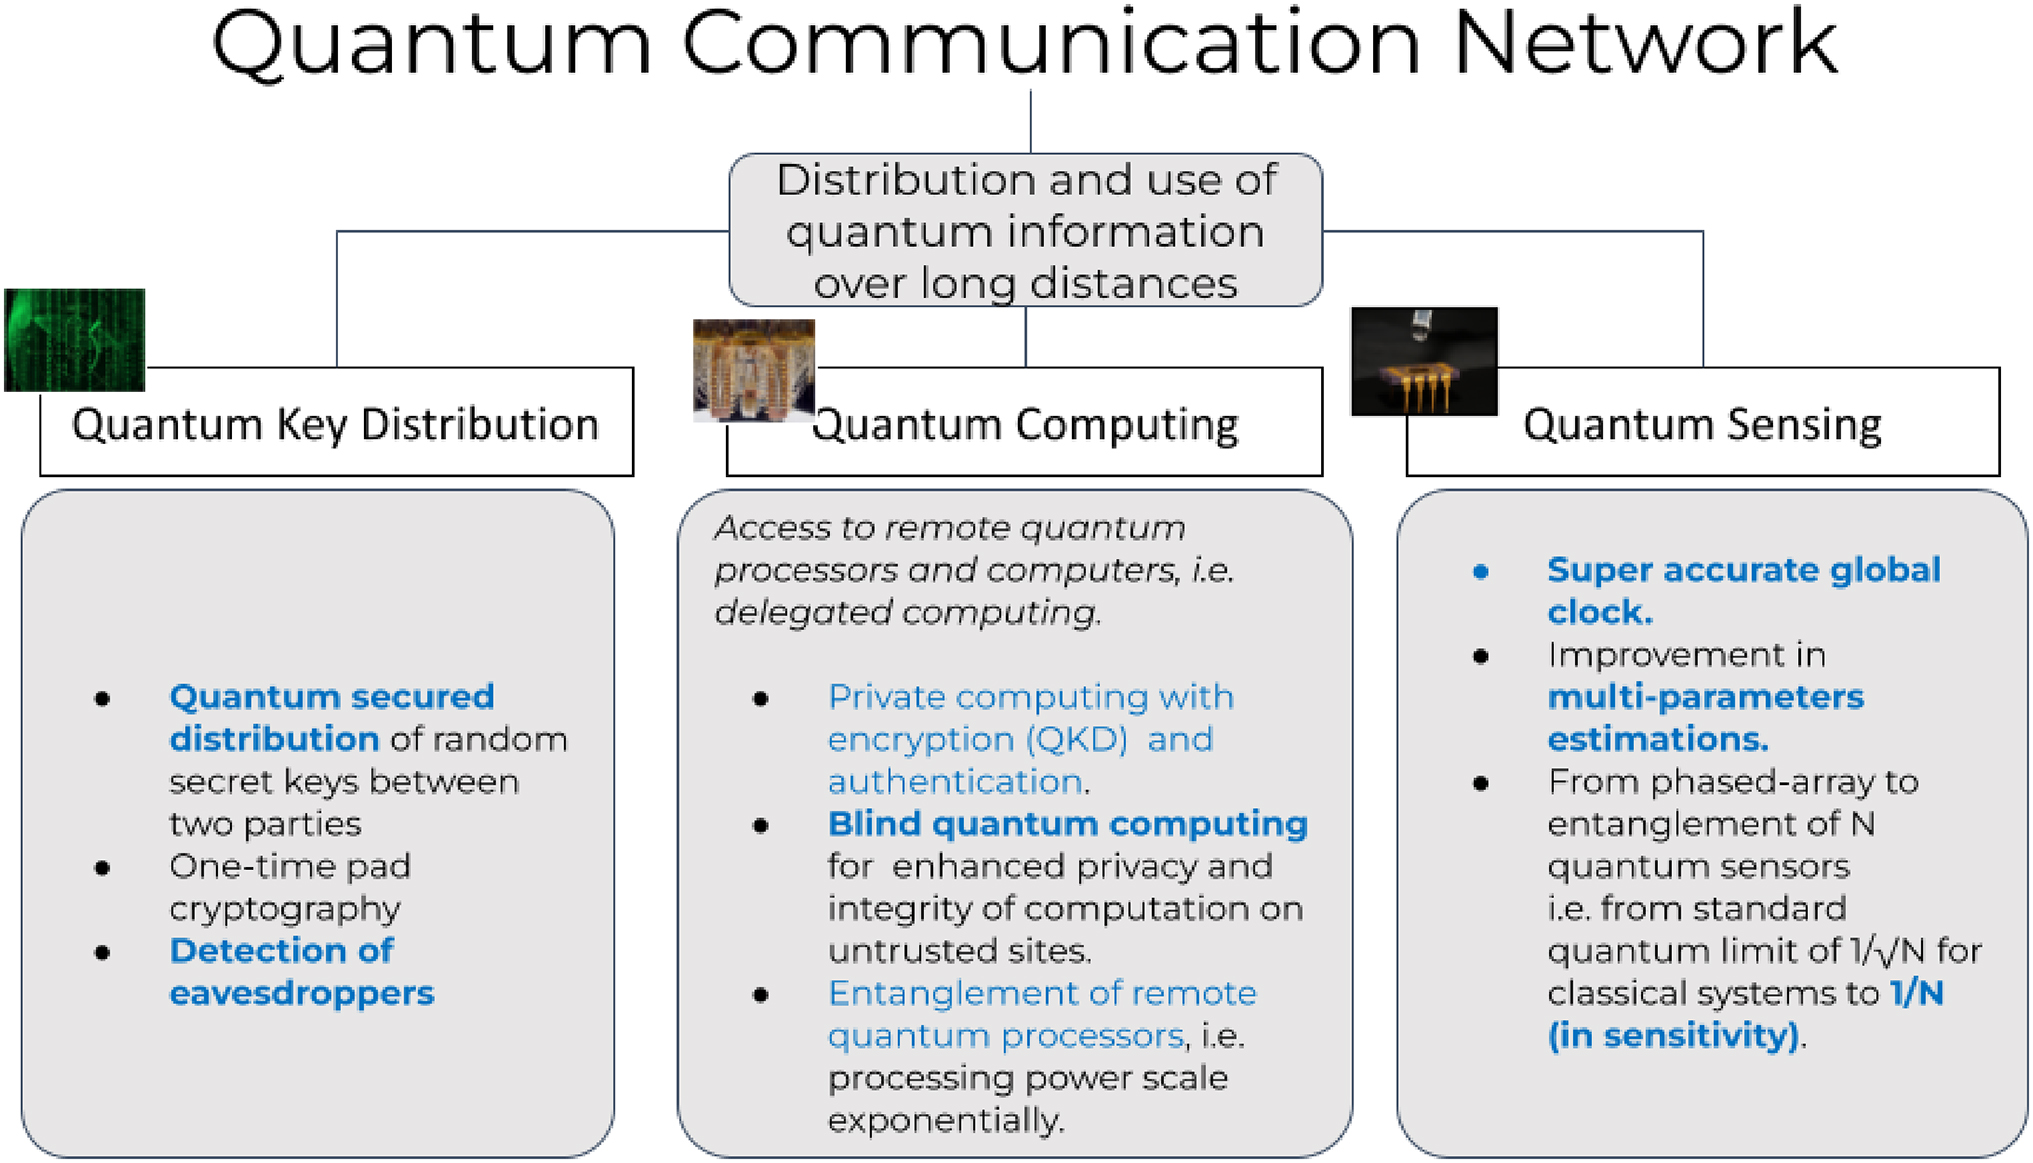 Quantum Communication Network
Distribution and use of
quantum information
over long distances
Quantum Key Distribution
Quantum secured
distribution of random
secret keys between
two parties
One-time pad
cryptography
Detection of
eavesdroppers
Quantum Computing
Access to remote quantum
processors and computers, i.e.
delegated computing.
Private computing with
encryption (QKD) and
authentication.
Blind quantum computing
for enhanced privacy and
integrity of computation on
untrusted sites.
Entanglement of remote
quantum processors, i.e.
processing power scale
exponentially.
Quantum Sensing
Super accurate global
clock.
Improvement in
multi-parameters
estimations.
From phased-array to
entanglement of N
quantum sensors
i.e. from standard
quantum limit of 1/√N for
classical systems to 1/N
(in sensitivity).